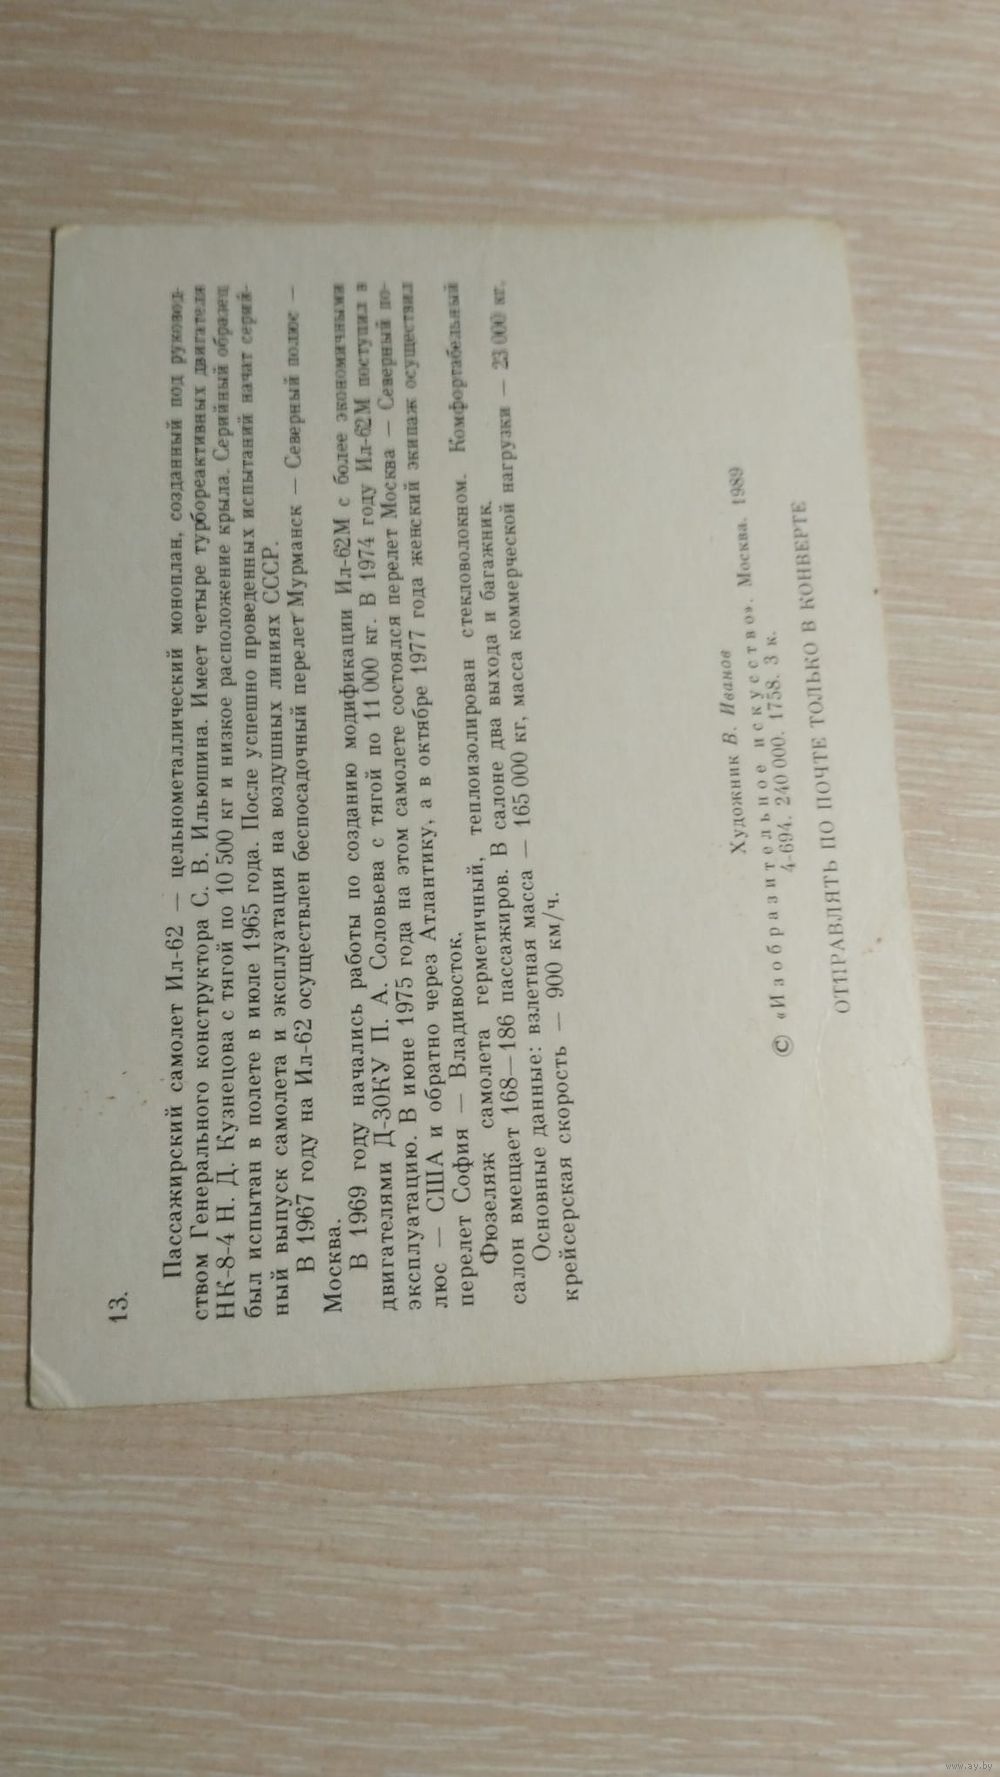 13.
Пассажирский самолет Ил-62 — цельнометаллический моноплан, созданный под руковод-
ством Генерального конструктора С. В. Ильюшина. Имеет четыре турбореактивных двигателя
НК-8-4 Н. Д. Кузнецова с тягой по 10 500 кг и низкое расположение крыла. Серийный образец
был испытан в полете в июле 1965 года. После успешно проведенных испытаний начат серий-
ный выпуск самолета и эксплуатация на воздушных линиях СССР.
В 1967 году на Ил-62 осуществлен беспосадочный перелет Мурманск — Северный полюс —
Москва.
В 1969 году начались работы по созданию модификации Ил-62М с более экономичными
двигателями Д-30КУ П. А. Соловьева с тягой по 11 000 кг. В 1974 году Ил-62М поступил в
эксплуатацию. В июне 1975 года на этом самолете состоялся перелет Москва — Северный по-
люс — США и обратно через Атлантику, а в октябре 1977 года женский экипаж осуществил
перелет София — Владивосток.
Фюзеляж самолета герметичный, теплоизолирован стекловолокном. Комфортабельный
салон вмещает 168—186 пассажиров. В салоне два выхода и багажник.
Основные данные: взлетная масса — 165 000 кг, масса коммерческой нагрузки — 23 000 кг,
крейсерская скорость — 900 км/ч.
Художник В. Иванов
© «Изобразительное искусство». Москва. 1989
4-694. 240 000. 1758. 3 к.
ОТПРАВЛЯТЬ ПО ПОЧТЕ ТОЛЬКО В КОНВЕРТЕ
www.ay.by